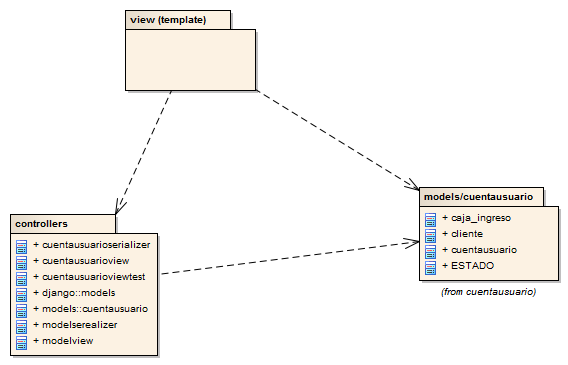 view (template)
models/cuentausuario
+ caja_ingreso
+ cliente
+ cuentausuario
+ ESTADO
(from cuentausuario)
controllers
+ cuentausuarioserializer
+ cuentausuarioview
+ cuentausuarioviewtest
+ django::models
+ models::cuentausuario
+ modelserealizer
+ modelview